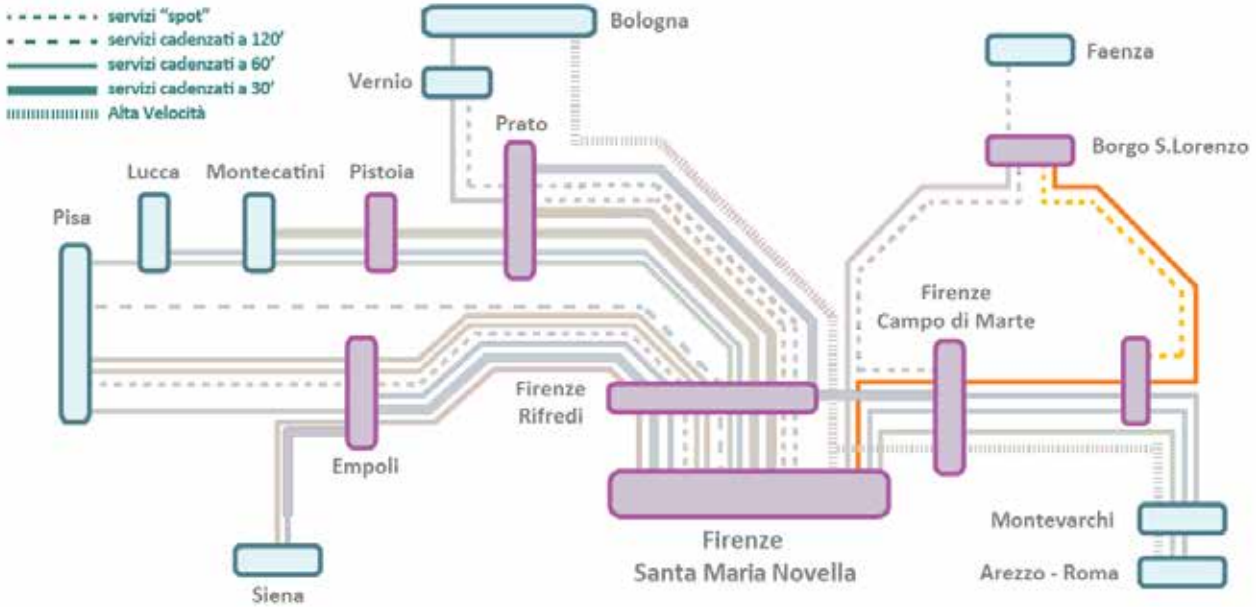 servizi “spot”
servizi cadenzati a 120’
servizi cadenzati a 60’
servizi cadenzati a 30’
Alta Velocità
Bologna
Vernio
Prato
Faenza
Borgo S.Lorenzo
Lucca
Montecatini
Pistoia
Pisa
Firenze
Campo di Marte
Firenze
Rifredi
Empoli
Siena
Firenze
Santa Maria Novella
Montevarchi
Arezzo - Roma